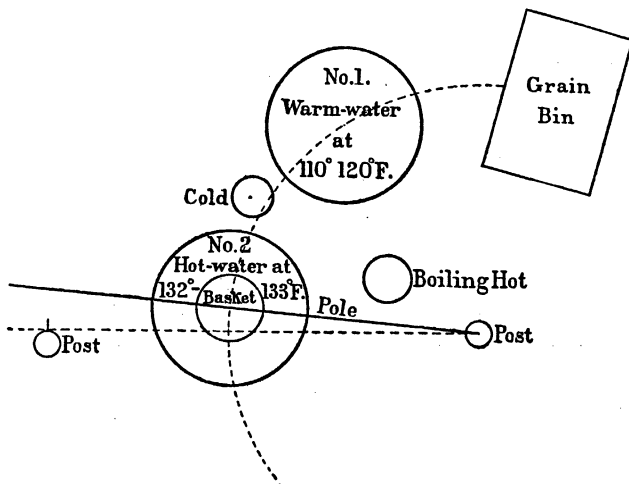 No.1.
Warm-water
at
110° 120°F.
Grain
Bin
Cold
No.2
Hot-water at
132°- 133°F.
Basket
Boiling Hot
Pole
Post
Post